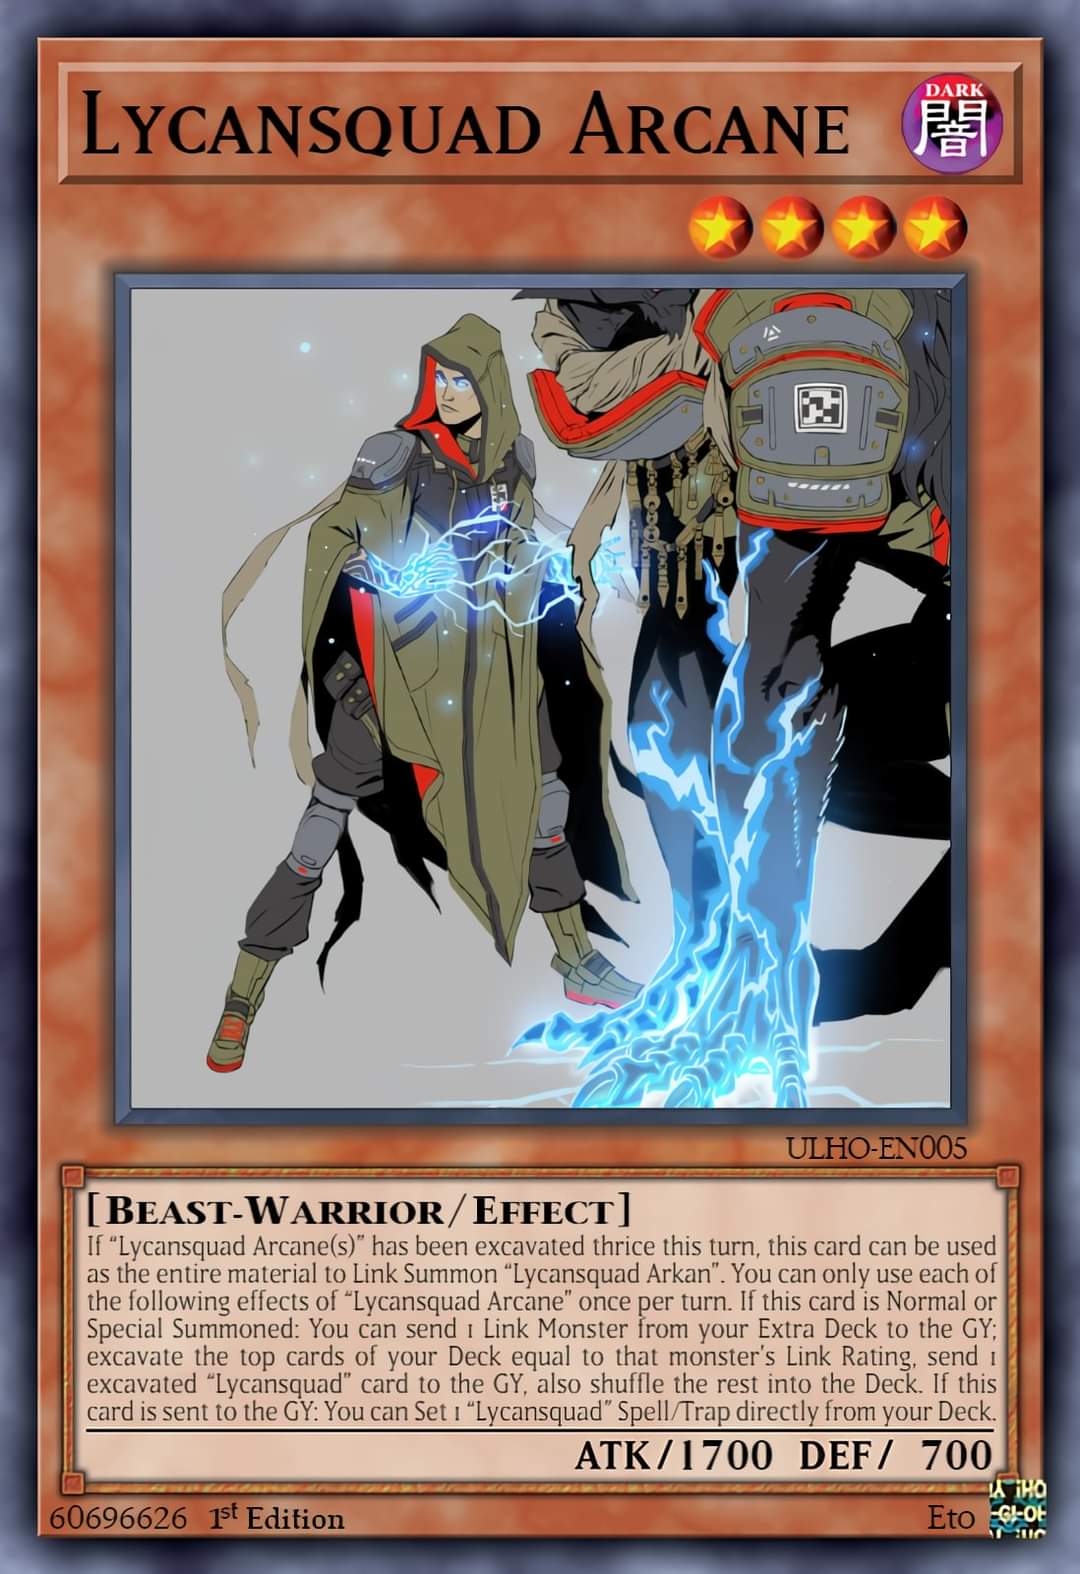 Lycansquad Arcane
DARK
闇
ULHO-EN005
[Beast-Warrior/Effect]
If “Lycansquad Arcane(s)” has been excavated thrice this turn, this card can be used
as the entire material to Link Summon “Lycansquad Arkan”. You can only use each of
the following effects of “Lycansquad Arcane” once per turn. If this card is Normal or
Special Summoned: You can send 1 Link Monster from your Extra Deck to the GY;
excavate the top cards of your Deck equal to that monster's Link Rating, send 1
excavated “Lycansquad” card to the GY, also shuffle the rest into the Deck. If this
card is sent to the GY: You can Set 1 “Lycansquad” Spell/Trap directly from your Deck.
ATK/1700 DEF/ 700
60696626 1st Edition
Eto